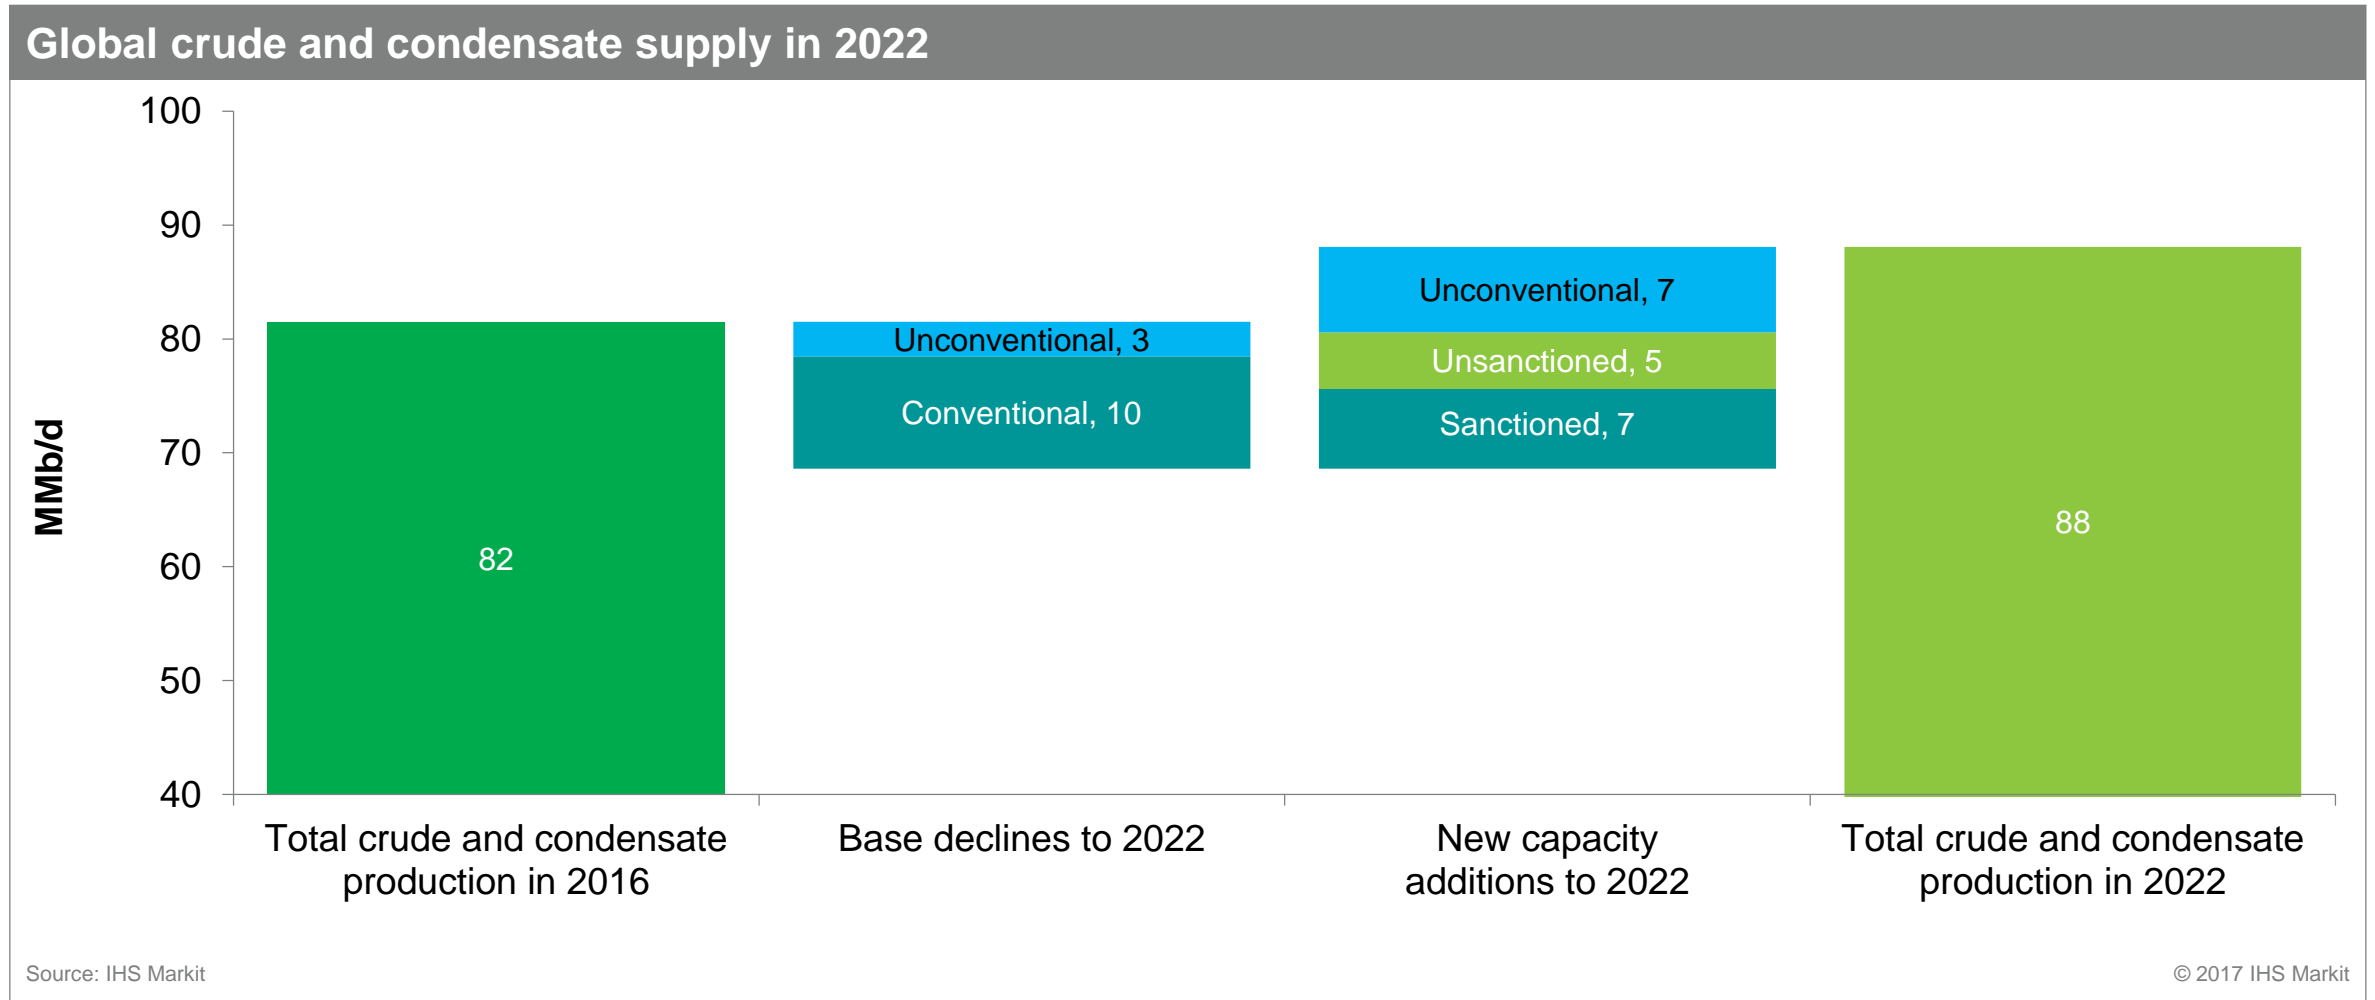 Global crude and condensate supply in 2022
100
90
80
70
60
50
40
MMb/d
82
Unconventional, 3
Conventional, 10
Unconventional, 7
Unsanctioned, 5
Sanctioned, 7
88
Total crude and condensate
production in 2016
Base declines to 2022
New capacity
additions to 2022
Total crude and condensate
production in 2022
Source: IHS Markit
© 2017 IHS Markit